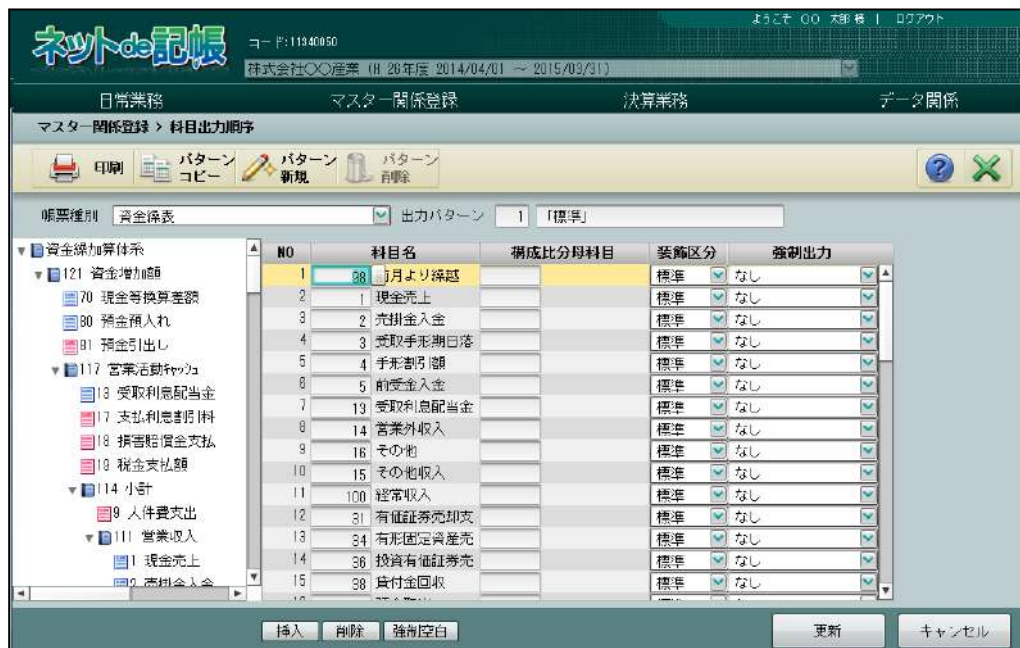 ようこそ 〇〇 太郎 様 | ログアウト
ネットde記帳
コード:11340050
株式会社〇〇産業 (H 26年度 2014/04/01 ～ 2015/03/31)
日常業務 マスター関係登録 決算業務 データ関係
マスター関係登録 > 科目出力順序
印刷 パターンコピー パターン新規 パターン削除
帳票種別 資金繰表 出力パターン 1 「標準」
資金繰加算体系
121 資金増加額
70 現金等換算差額
80 預金預入れ
81 預金引出し
117 営業活動ｷｬｯｼｭ
13 受取利息配当金
17 支払利息割引料
18 損害賠償金支払
19 税金支払額
114 小計
9 人件費支出
111 営業収入
1 現金売上
2 売掛金入金
NO 科目名 構成比分母科目 装飾区分 強制出力
1 98 前月より繰越 標準 なし
2 1 現金売上 標準 なし
3 2 売掛金入金 標準 なし
4 3 受取手形期日落 標準 なし
5 4 手形割引額 標準 なし
6 5 前受金入金 標準 なし
7 13 受取利息配当金 標準 なし
8 14 営業外収入 標準 なし
9 16 その他 標準 なし
10 15 その他収入 標準 なし
11 100 経常収入 標準 なし
12 31 有価証券売却支 標準 なし
13 34 有形固定資産売 標準 なし
14 36 投資有価証券売 標準 なし
15 38 貸付金回収 標準 なし
挿入 削除 強制空白 更新 キャンセル